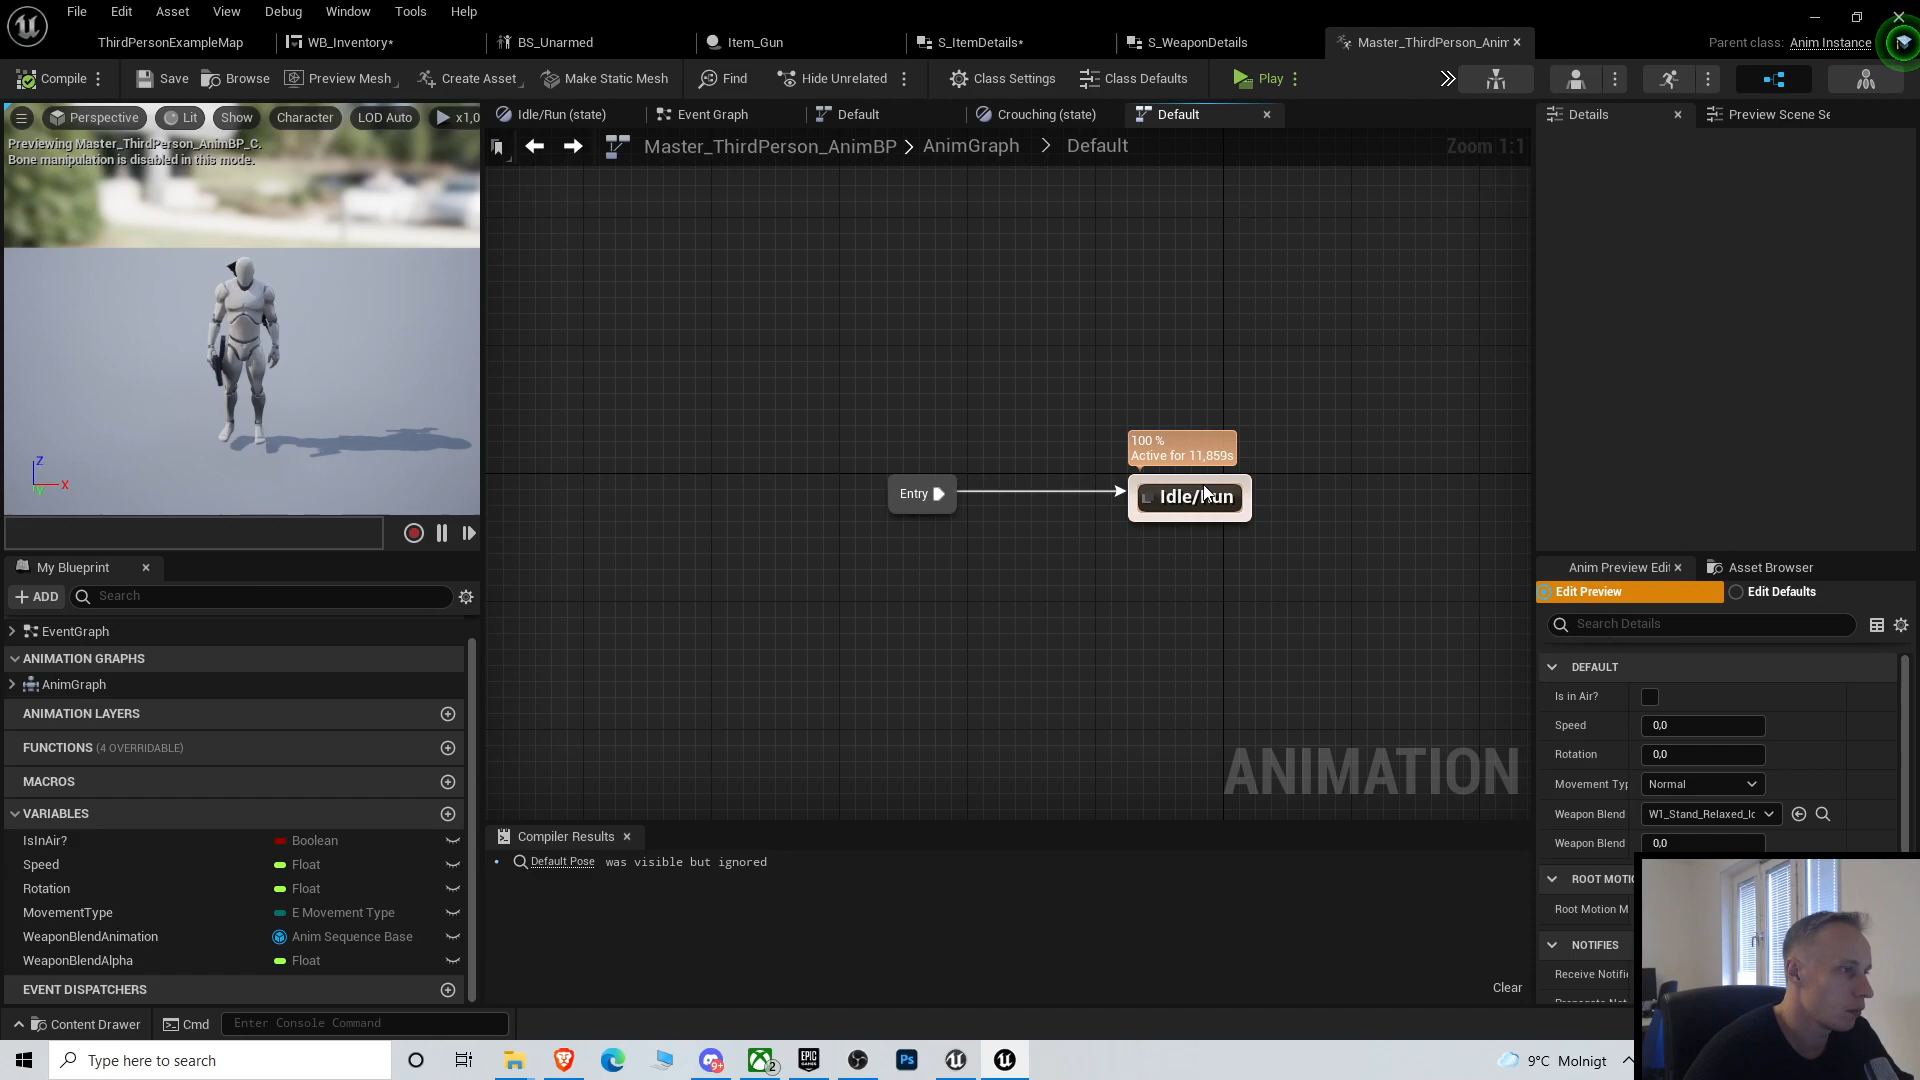 File Edit Asset View Debug Window Tools Help
ThirdPersonExampleMap WB_Inventory* BS_Unarmed Item_Gun S_ItemDetails* S_WeaponDetails Master_ThirdPerson_Anim Parent class: Anim Instance
Compile Save Browse Preview Mesh Create Asset Make Static Mesh Find Hide Unrelated Class Settings Class Defaults Play
Perspective Lit Show Character LOD Auto x1,0
Idle/Run (state) Event Graph Default Crouching (state) Default Details Preview Scene Se
Previewing Master_ThirdPerson_AnimBP_C.
Bone manipulation is disabled in this mode.
Master_ThirdPerson_AnimBP > AnimGraph > Default Zoom 1:1
100 %
Active for 11,859s
Entry Idle/Run
Z
X
Y
ANIMATION
My Blueprint
ADD Search
EventGraph
ANIMATION GRAPHS
AnimGraph
ANIMATION LAYERS
FUNCTIONS (4 OVERRIDABLE)
MACROS
VARIABLES
IsInAir? Boolean
Speed Float
Rotation Float
MovementType E Movement Type
WeaponBlendAnimation Anim Sequence Base
WeaponBlendAlpha Float
EVENT DISPATCHERS
Compiler Results
Default Pose was visible but ignored
Clear
Anim Preview Edit Asset Browser
Edit Preview Edit Defaults
Search Details
DEFAULT
Is in Air?
Speed 0,0
Rotation 0,0
Movement Typ Normal
Weapon Blend W1_Stand_Relaxed_Ic
Weapon Blend 0,0
ROOT MOTIO
Root Motion M
NOTIFIES
Receive Notifi
Content Drawer Cmd Enter Console Command
Type here to search 9+ 2 EPIC GAMES Ps 9°C Molnigt